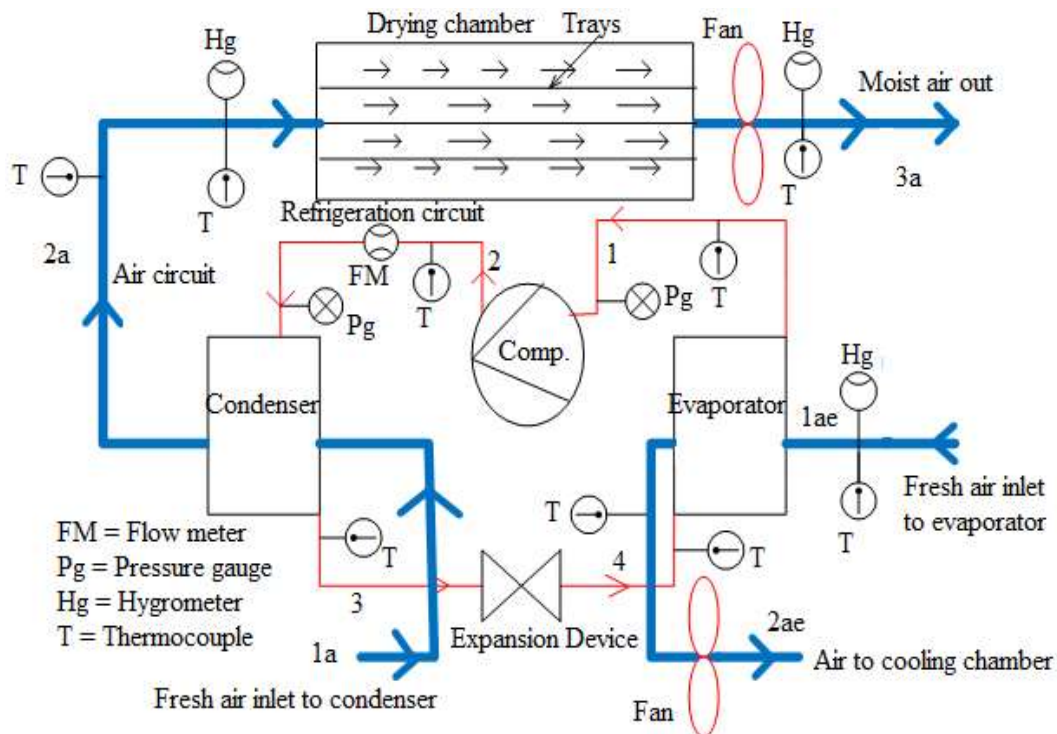 Drying chamber
Trays
Fan
Hg
Hg
Moist air out
T
T
T
3a
Refrigeration circuit
2a
Air circuit
FM
2
1
T
T
Pg
Pg
Comp.
Hg
Condenser
Evaporator
1ae
Fresh air inlet
to evaporator
T
T
T
T
FM = Flow meter
Pg = Pressure gauge
Hg = Hygrometer
T = Thermocouple
3
4
Expansion Device
1a
2ae
Fresh air inlet to condenser
Air to cooling chamber
Fan